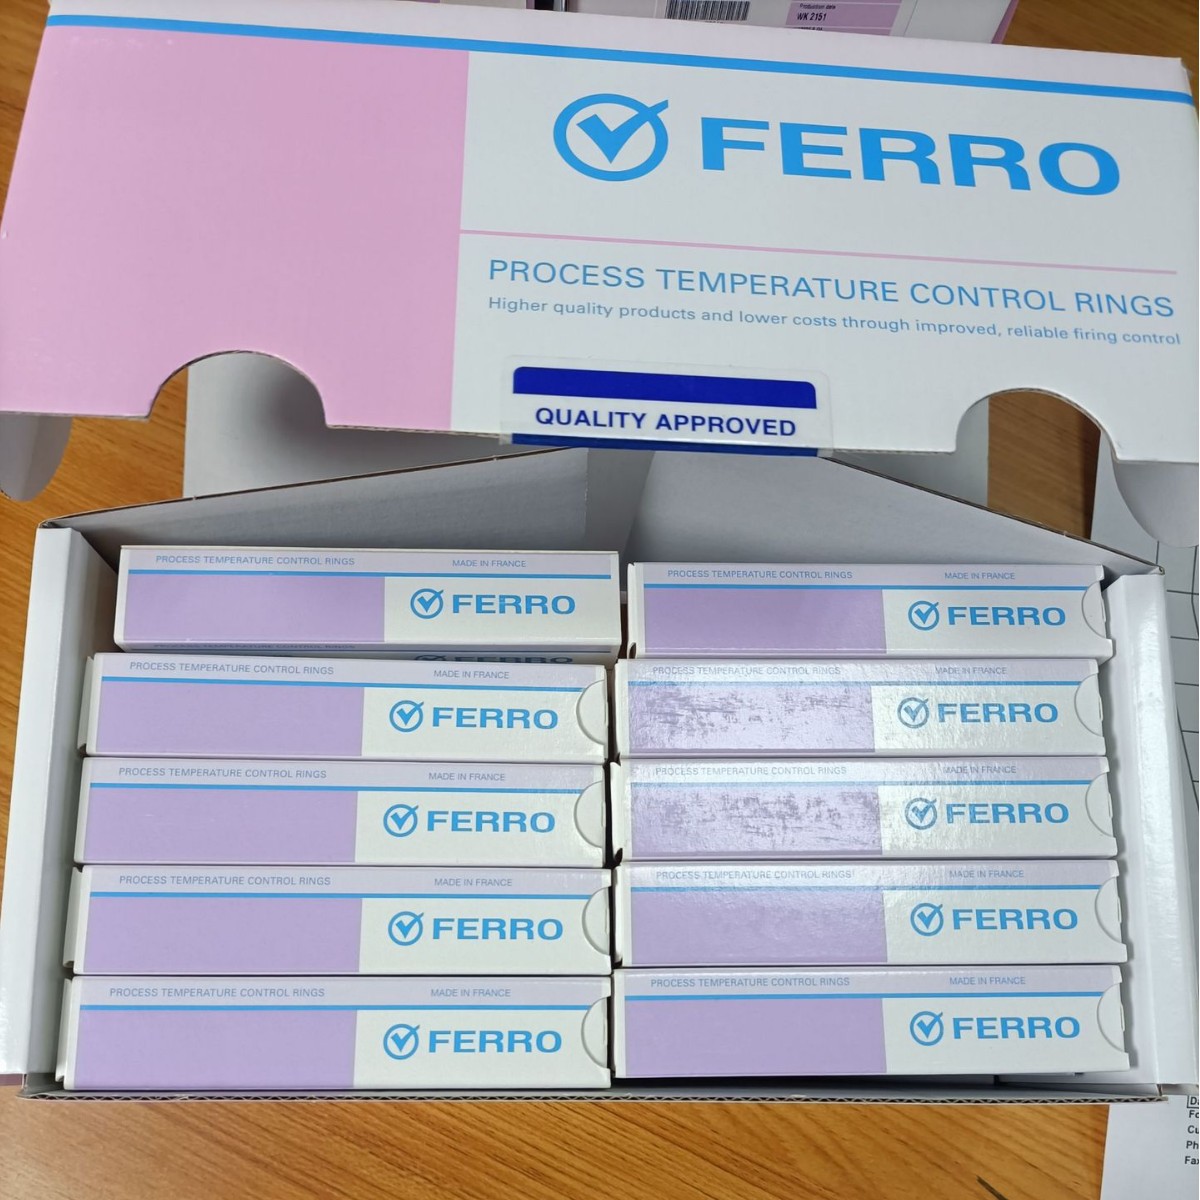 Production date
WK 2151
FERRO
PROCESS TEMPERATURE CONTROL RINGS
Higher quality products and lower costs through improved, reliable firing control
QUALITY APPROVED
PROCESS TEMPERATURE CONTROL RINGS MADE IN FRANCE
FERRO
PROCESS TEMPERATURE CONTROL RINGS MADE IN FRANCE
FERRO
PROCESS TEMPERATURE CONTROL RINGS
FERRO
PROCESS TEMPERATURE CONTROL RINGS MADE IN FRANCE
FERRO
PROCESS TEMPERATURE CONTROL RINGS MADE IN FRANCE
FERRO
PROCESS TEMPERATURE CONTROL RINGS MADE IN FRANCE
FERRO
PROCESS TEMPERATURE CONTROL RINGS MADE IN FRANCE
FERRO
PROCESS TEMPERATURE CONTROL RINGS MADE IN FRANCE
FERRO
PROCESS TEMPERATURE CONTROL RINGS MADE IN FRANCE
FERRO
PROCESS TEMPERATURE CONTROL RINGS MADE IN FRANCE
FERRO
PROCESS TEMPERATURE CONTROL RINGS MADE IN FRANCE
FERRO